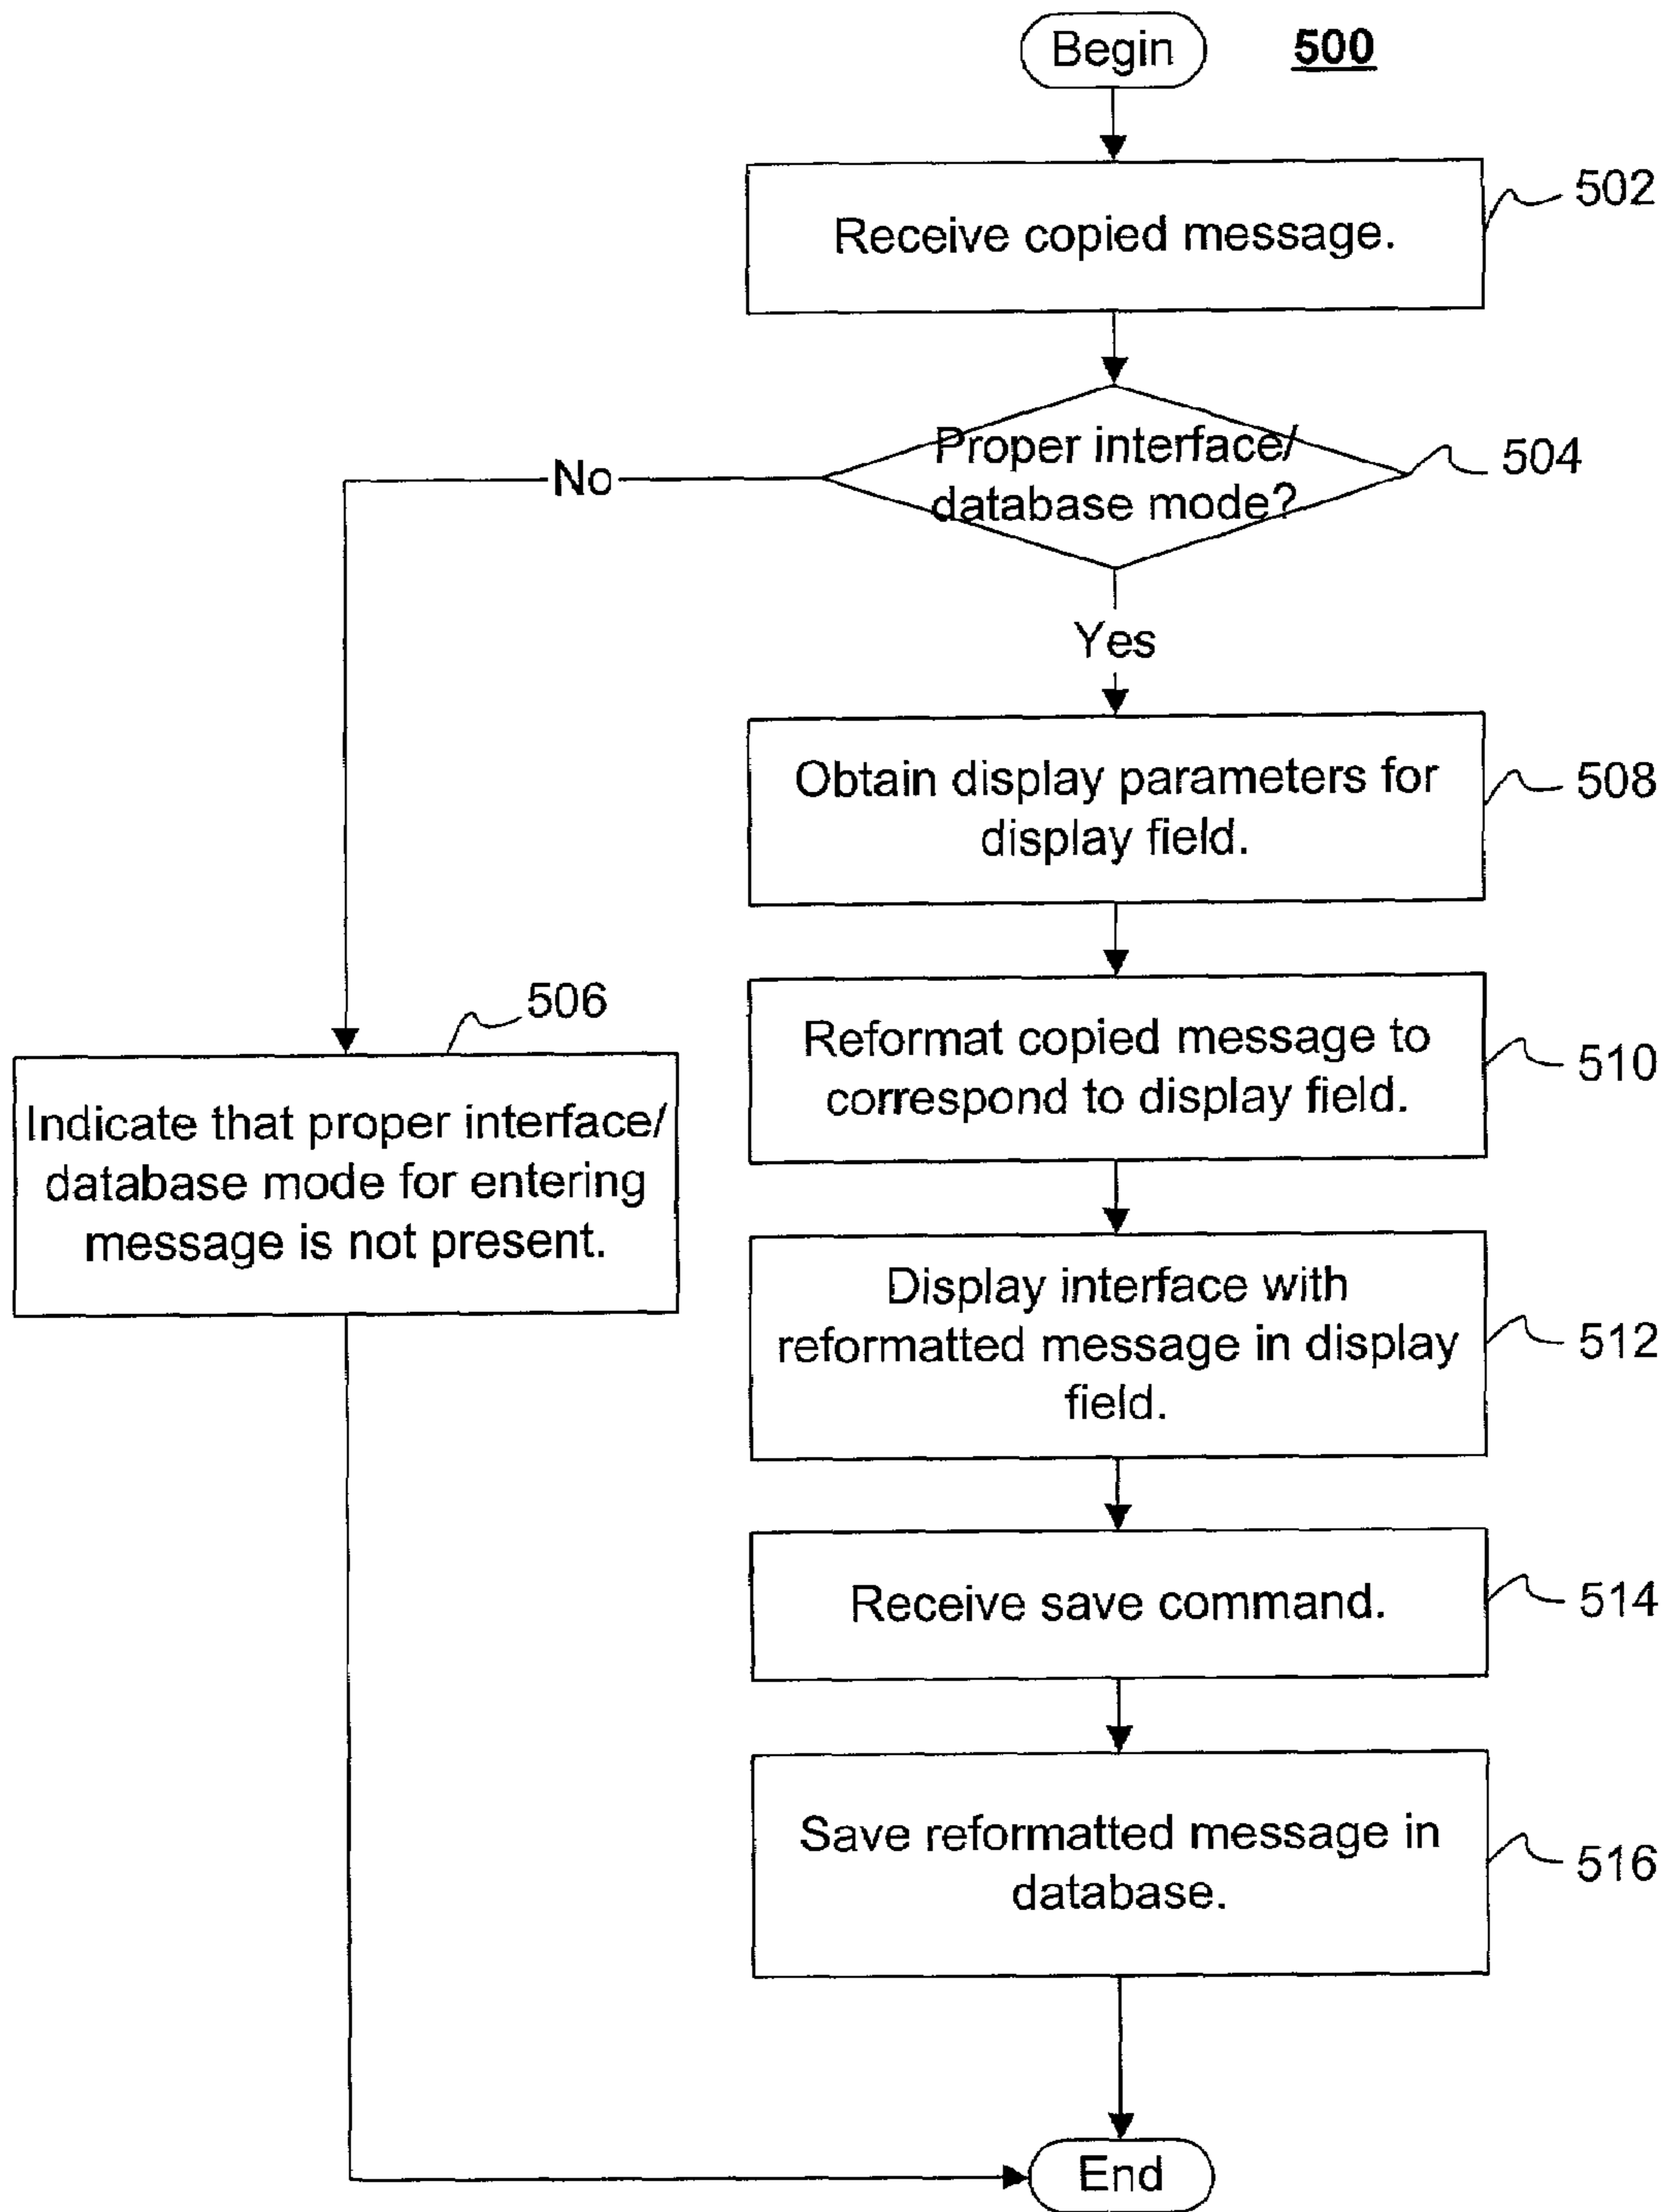 Begin
500
Receive copied message.
502
Proper interface/
database mode?
504
No
Yes
Obtain display parameters for
display field.
508
Reformat copied message to
correspond to display field.
510
506
Indicate that proper interface/
database mode for entering
message is not present.
Display interface with
reformatted message in display
field.
512
Receive save command.
514
Save reformatted message in
database.
516
End